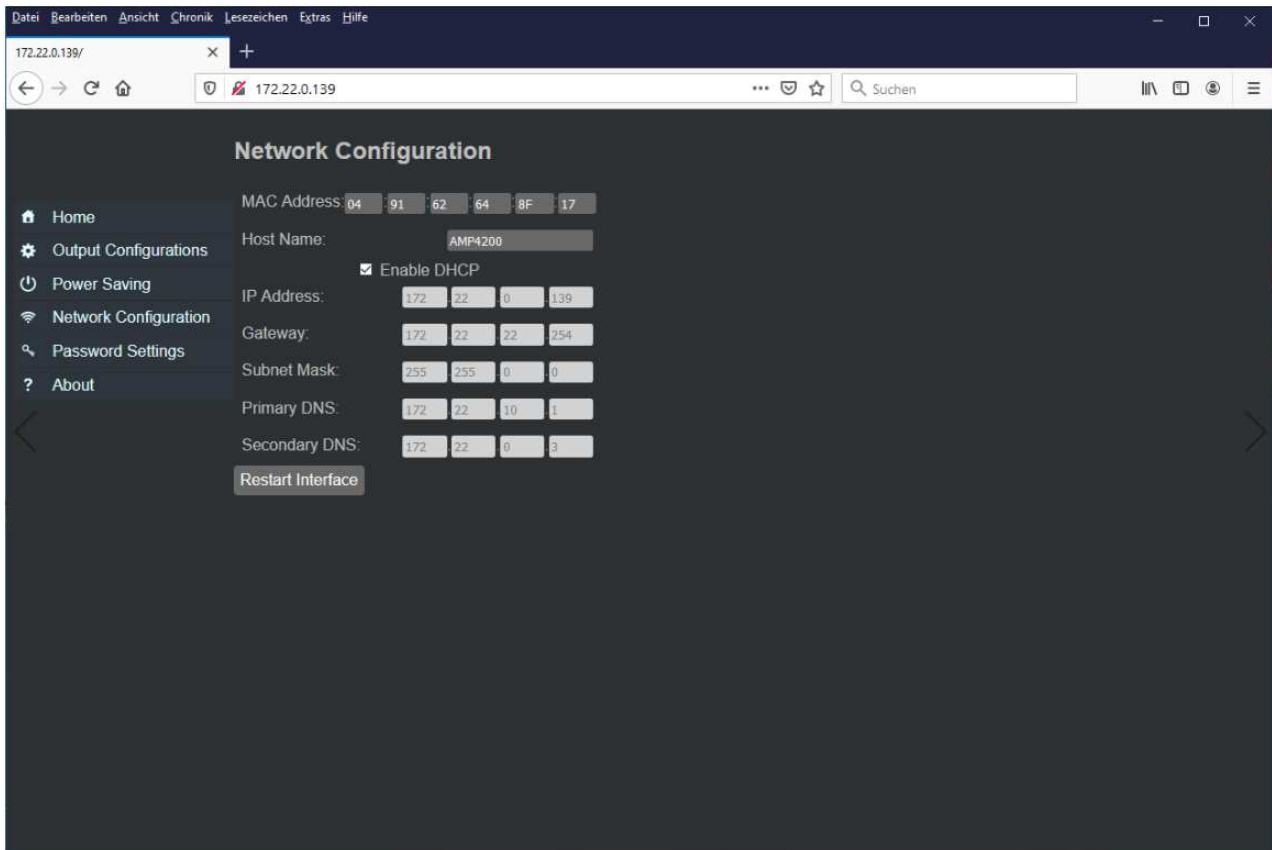 Datei Bearbeiten Ansicht Chronik Lesezeichen Extras Hilfe
172.22.0.139/
172.22.0.139
Suchen
Network Configuration
Home
Output Configurations
Power Saving
Network Configuration
Password Settings
? About
MAC Address: 04 : 91 : 62 : 64 : 8F : 17
Host Name: AMP4200
Enable DHCP
IP Address: 172 . 22 . 0 . 139
Gateway: 172 . 22 . 22 . 254
Subnet Mask: 255 . 255 . 0 . 0
Primary DNS: 172 . 22 . 10 . 1
Secondary DNS: 172 . 22 . 0 . 3
Restart Interface